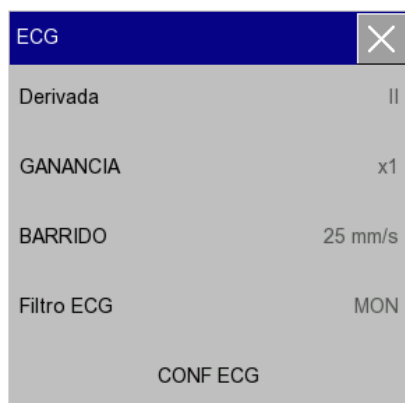 ECG
Derivada II
GANANCIA x1
BARRIDO 25 mm/s
Filtro ECG MON
CONF ECG